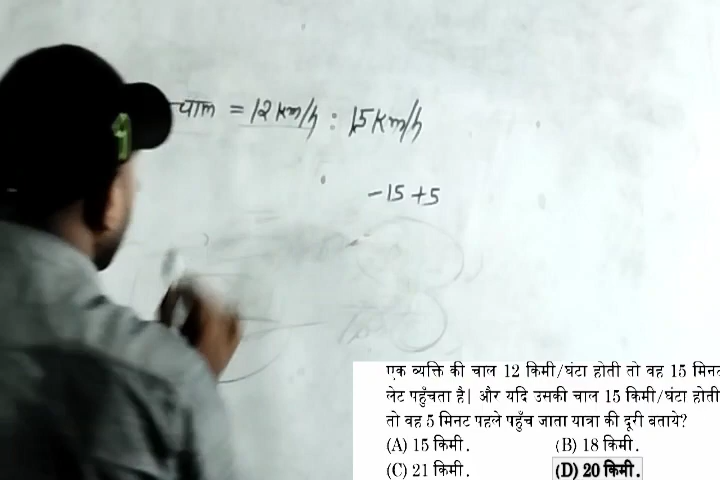 चाल = 12 km/h : 15 km/h
-15 +5
एक व्यक्ति की चाल 12 किमी/घंटा होती तो वह 15 मिनट
लेट पहुँचता है| और यदि उसकी चाल 15 किमी/घंटा होती
तो वह 5 मिनट पहले पहुँच जाता यात्रा की दूरी बताये?
(A) 15 किमी. (B) 18 किमी.
(C) 21 किमी. (D) 20 किमी.